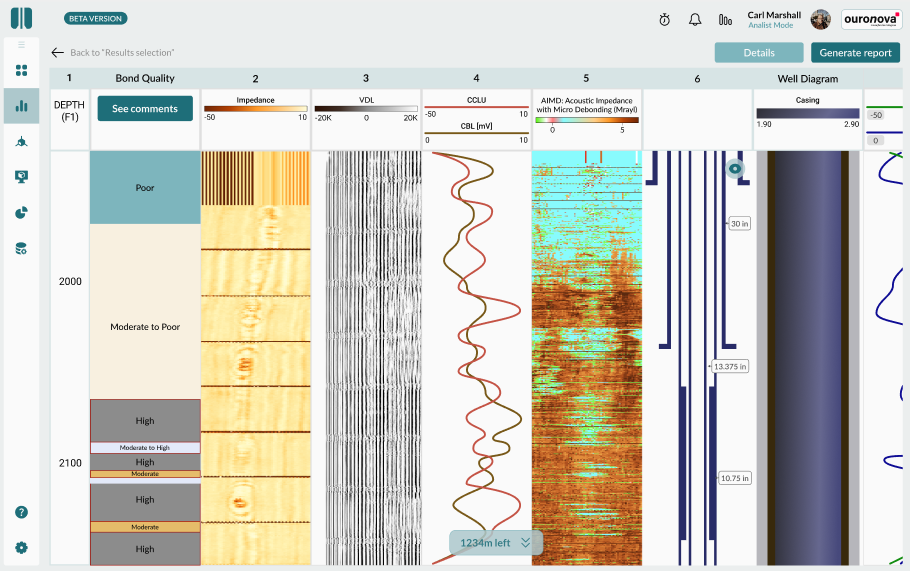 BETA VERSION
Carl Marshall
Analist Mode
ouronova
Back to "Results selection"
Details
Generate report
1
Bond Quality
2
3
4
5
6
Well Diagram
DEPTH
(F1)
See comments
Impedance
-50
10
VDL
-20K
0
20K
CCLU
-50
10
CBL [mV]
0
10
AIMD: Acoustic Impedance
with Micro Debonding (Mrayl)
0
5
Casing
1.90
2.90
-50
0
Poor
30 in
2000
Moderate to Poor
13.375 in
High
Moderate to High
2100
High
Moderate
10.75 in
High
Moderate
1234m left
High
?